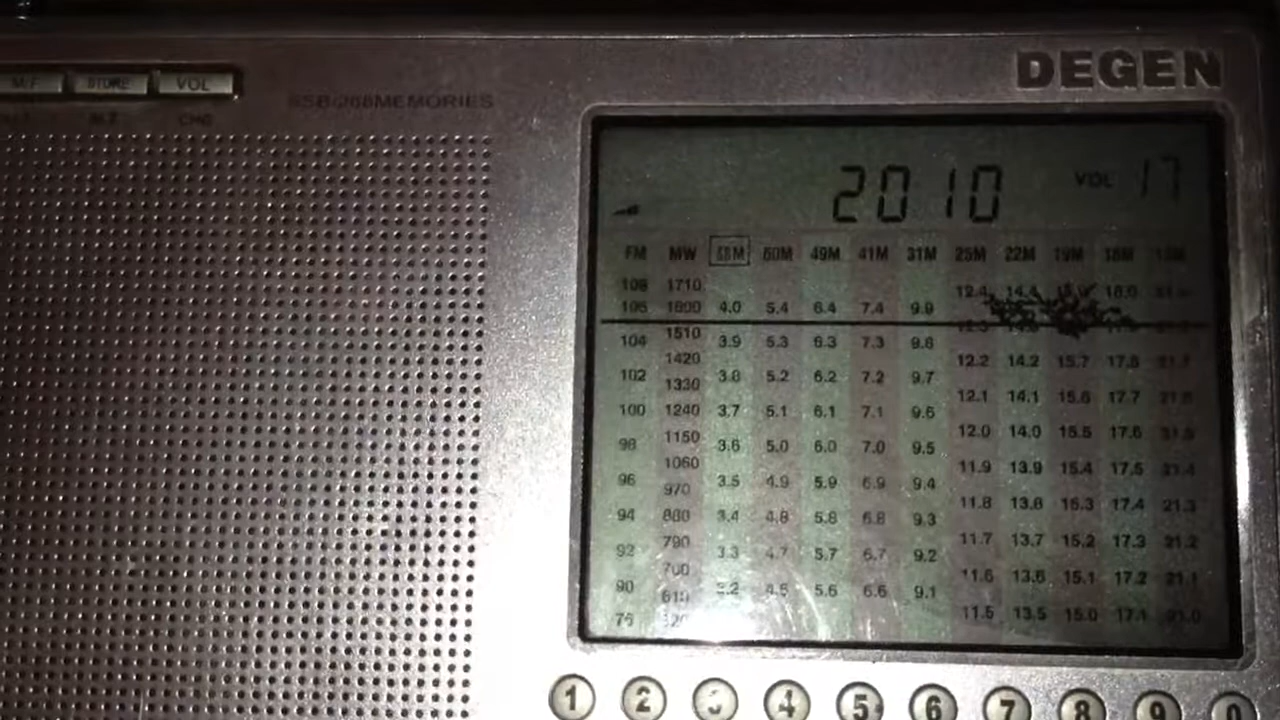 DEGEN
STORE VOL
SSB/268MEMORIES
2010 VOL 17
FM MW 60M 49M 41M 31M 25M 22M 19M 16M
108 1710 12.4 14.4 18.0
1600 4.0 5.4 6.4 7.4 9.9
104 1510 3.9 5.3 6.3 7.3 9.8
1420 12.2 14.2 15.7 17.8
102 1330 3.8 5.2 6.2 7.2 9.7
12.1 14.1 15.6 17.7
100 1240 3.7 5.1 6.1 7.1 9.6
1150 12.0 14.0 15.5 17.6
98 3.6 5.0 6.0 7.0 9.5
1060 11.9 13.9 15.4 17.5 21.4
96 970 3.5 4.9 5.9 6.9 9.4
11.8 13.8 15.3 17.4 21.3
94 880 3.4 4.8 5.8 6.8 9.3
790 11.7 13.7 15.2 17.3 21.2
92 3.3 4.7 5.7 6.7 9.2
700 11.6 13.6 15.1 17.2 21.1
90 610 3.2 4.5 5.6 6.6 9.1
76 520 11.5 13.5 15.0 17.1 21.0
1 2 3 4 5 6 7 8 9 0